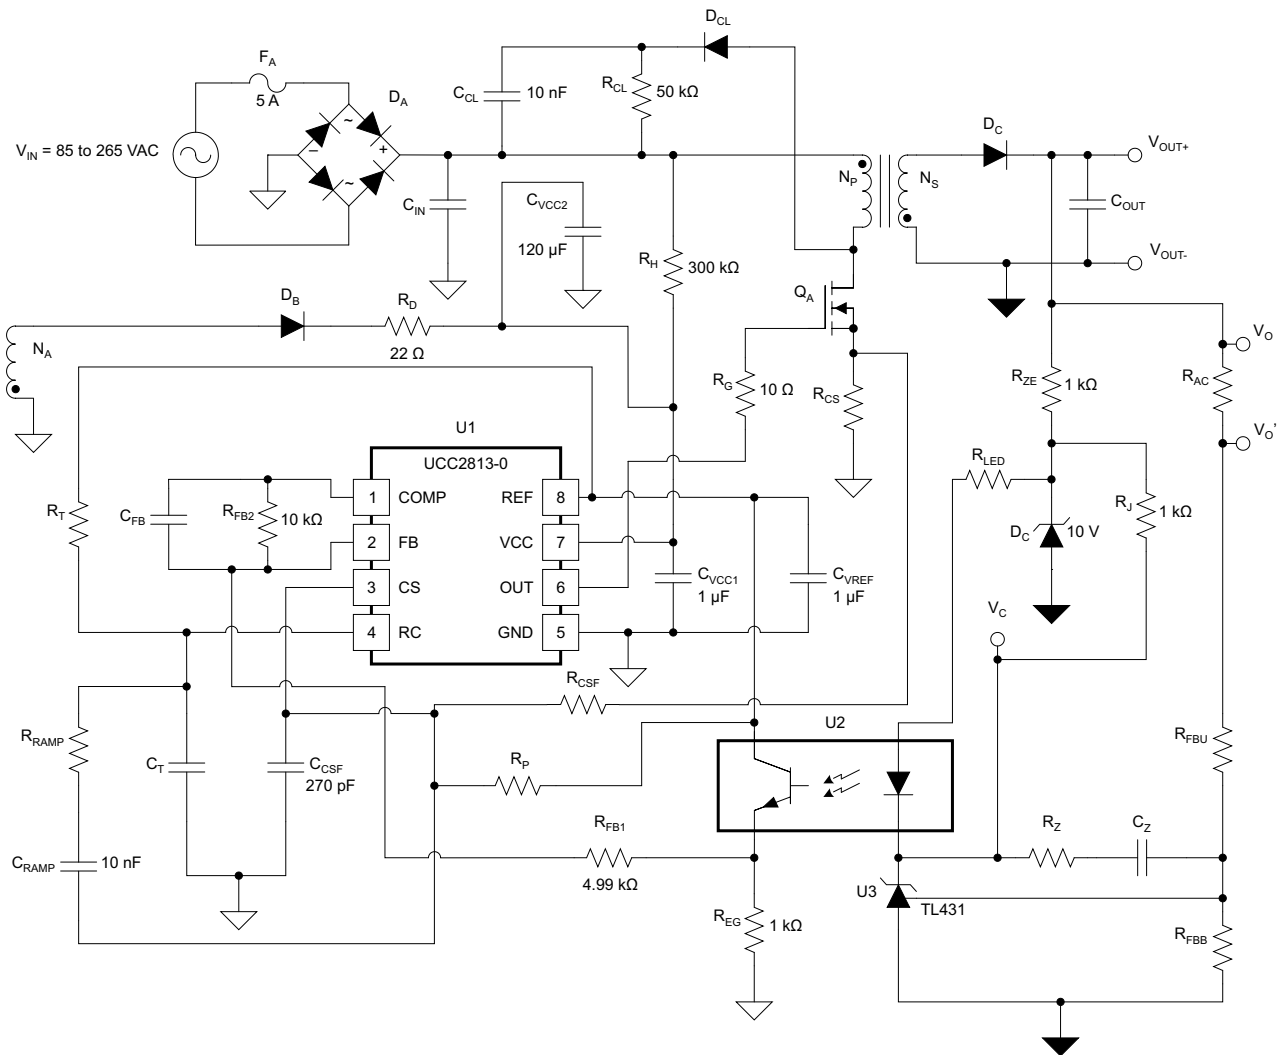 D_CL
F_A
5 A
D_A
C_CL
10 nF
R_CL
50 kΩ
V_IN = 85 to 265 VAC
~
–
+
~
D_C
V_OUT+
N_P
N_S
C_OUT
V_OUT-
C_IN
C_VCC2
120 µF
R_H
300 kΩ
Q_A
D_B
R_D
22 Ω
N_A
R_G
10 Ω
R_CS
R_ZE
1 kΩ
R_AC
V_O
V_O'
U1
UCC2813-0
1
COMP
REF
8
2
FB
VCC
7
3
CS
OUT
6
4
RC
GND
5
R_T
C_FB
R_FB2
10 kΩ
C_VCC1
1 µF
C_VREF
1 µF
R_LED
R_J
1 kΩ
D_C
10 V
V_C
R_CSF
U2
R_RAMP
C_T
C_CSF
270 pF
R_P
R_FBU
C_RAMP
10 nF
R_FB1
4.99 kΩ
R_Z
C_Z
U3
TL431
R_EG
1 kΩ
R_FBB